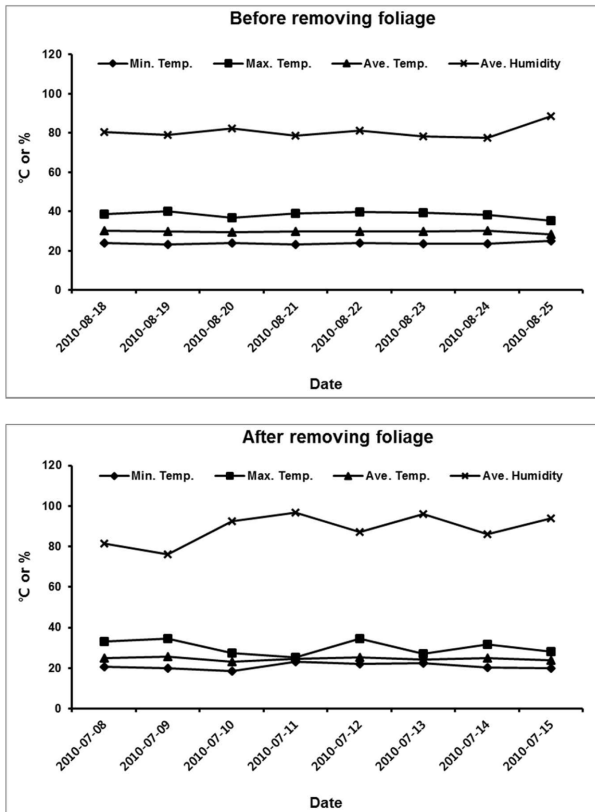 Before removing foliage
120
Min. Temp. Max. Temp. Ave. Temp. Ave. Humidity
100
80
60
40
20
0
℃ or %
2010-08-18 2010-08-19 2010-08-20 2010-08-21 2010-08-22 2010-08-23 2010-08-24 2010-08-25
Date
After removing foliage
120
Min. Temp. Max. Temp. Ave. Temp. Ave. Humidity
100
80
60
40
20
0
℃ or %
2010-07-08 2010-07-09 2010-07-10 2010-07-11 2010-07-12 2010-07-13 2010-07-14 2010-07-15
Date